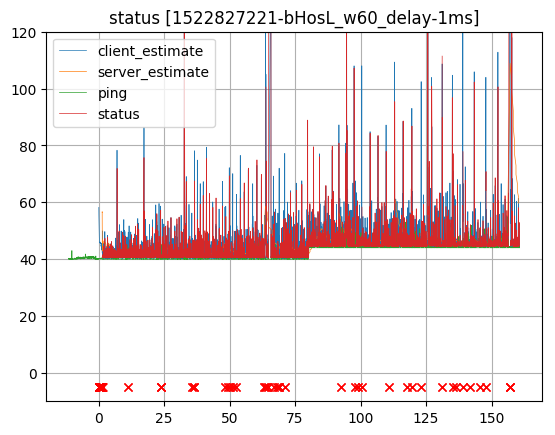 status [1522827221-bHosL_w60_delay-1ms]
client_estimate
server_estimate
ping
status
120
100
80
60
40
20
0
0
25
50
75
100
125
150